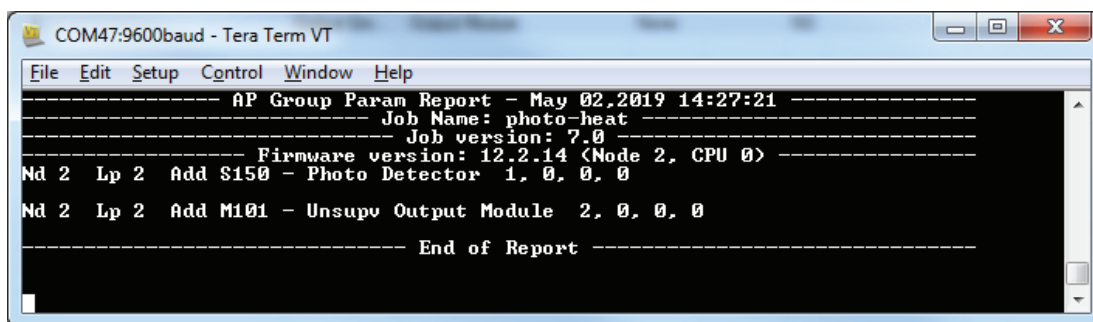 COM47:9600baud - Tera Term VT
File Edit Setup Control Window Help
---------------- AP Group Param Report - May 02,2019 14:27:21 ---------------
---------------------------- Job Name: photo-heat ---------------------------
------------------------------ Job version: 7.0 -----------------------------
------------------ Firmware version: 12.2.14 (Node 2, CPU 0) ----------------
Nd 2  Lp 2  Add S150 - Photo Detector  1, 0, 0, 0
Nd 2  Lp 2  Add M101 - Unsupv Output Module  2, 0, 0, 0
------------------------------- End of Report -------------------------------